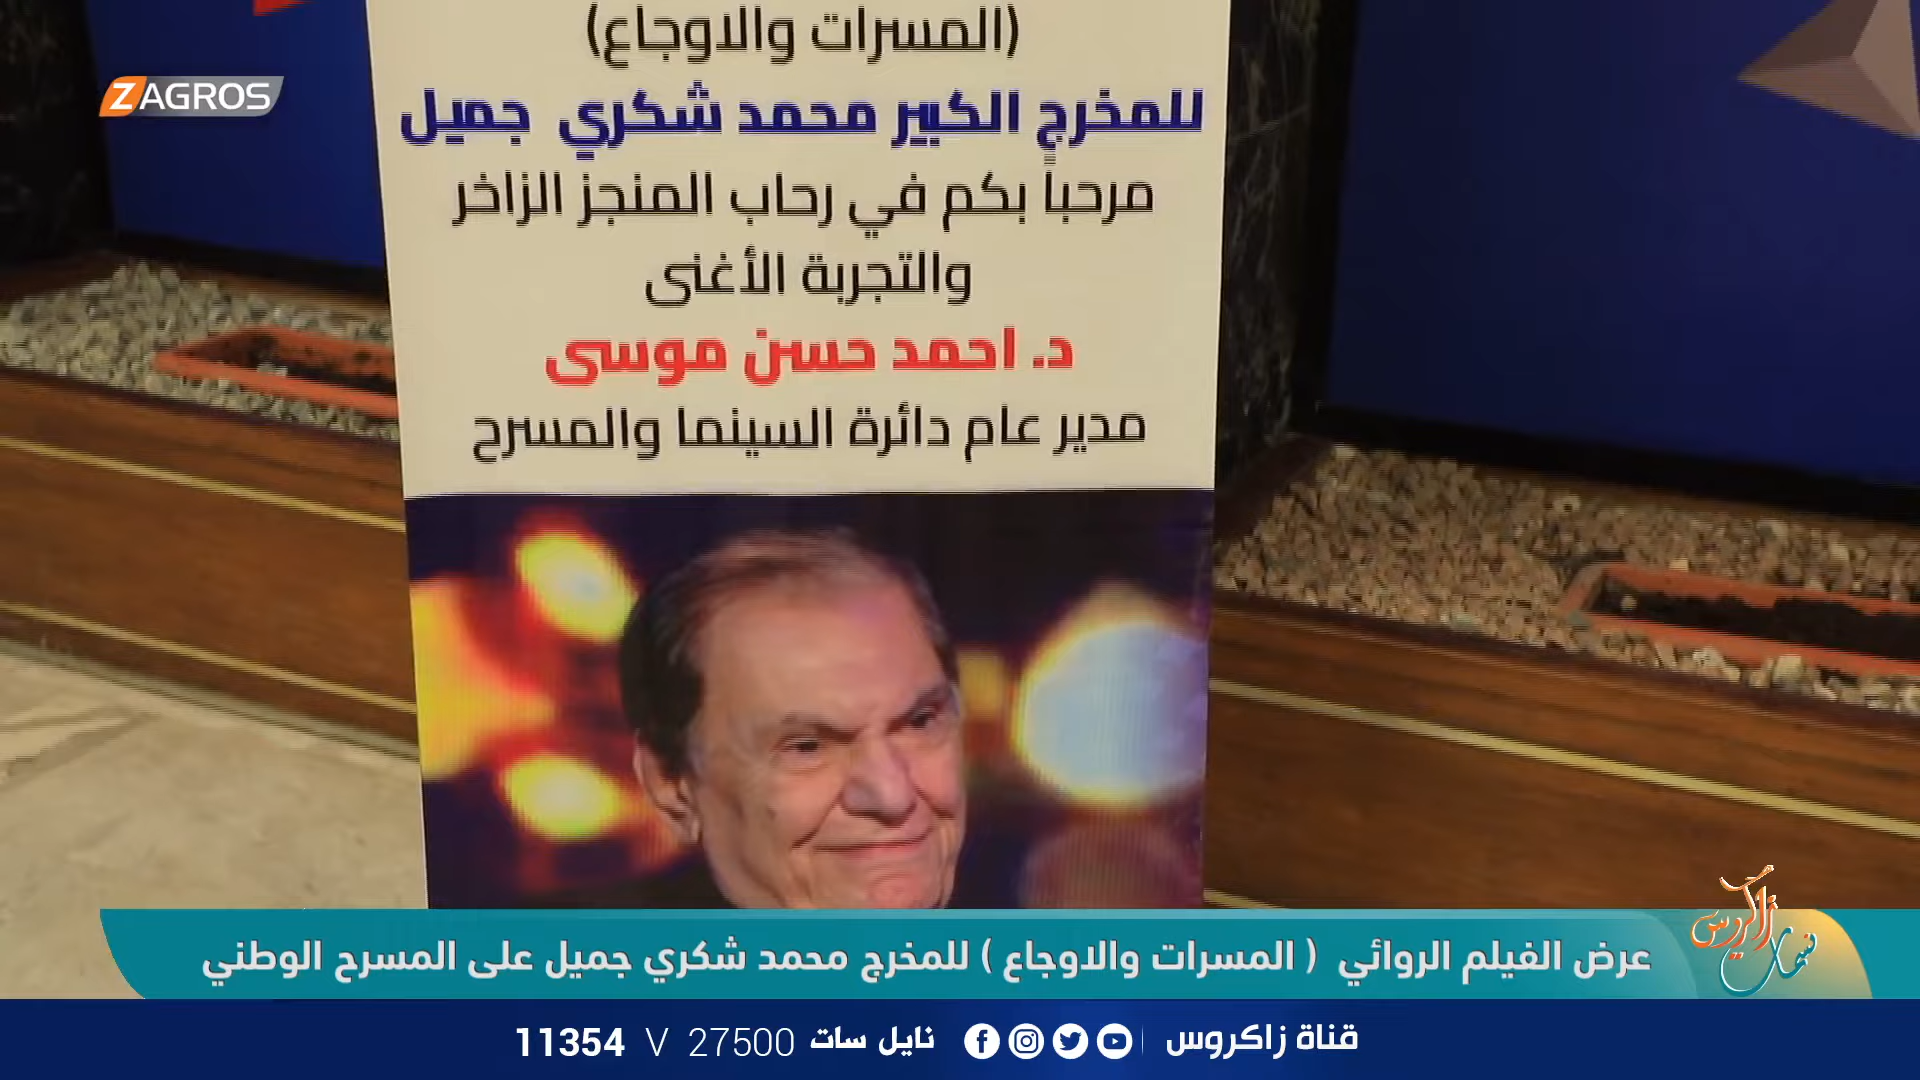 (المسرات والاوجاع)
ZAGROS
للمخرج الكبير محمد شكري جميل
مرحباً بكم في رحاب المنجز الزاخر
والتجربة الأغنى
د. احمد حسن موسى
مدير عام دائرة السينما والمسرح
عرض الفيلم الروائي ( المسرات والاوجاع ) للمخرج محمد شكري جميل على المسرح الوطني
قناة زاكروس نايل سات 27500 V 11354